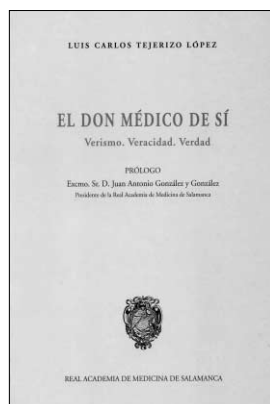 LUIS CARLOS TEJERIZO LÓPEZ
EL DON MÉDICO DE SÍ
Verismo. Veracidad. Verdad
PRÓLOGO
Excmo. Sr. D. Juan Antonio González y González
Presidente de la Real Academia de Medicina de Salamanca
REAL ACADEMIA DE MEDICINA DE SALAMANCA